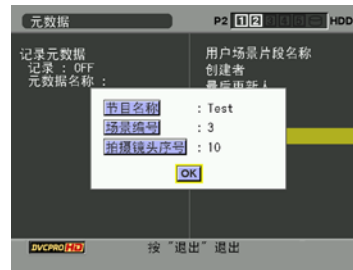 元数据 P2 1 2 3 4 5 HDD
记录元数据
记录 : OFF
元数据名称 :
用户场景片段名称
创建者
最后更新人
节目名称 : Test
场景编号 : 3
拍摄镜头序号 : 10
OK
DVCPRO HD 按 "退出" 退出